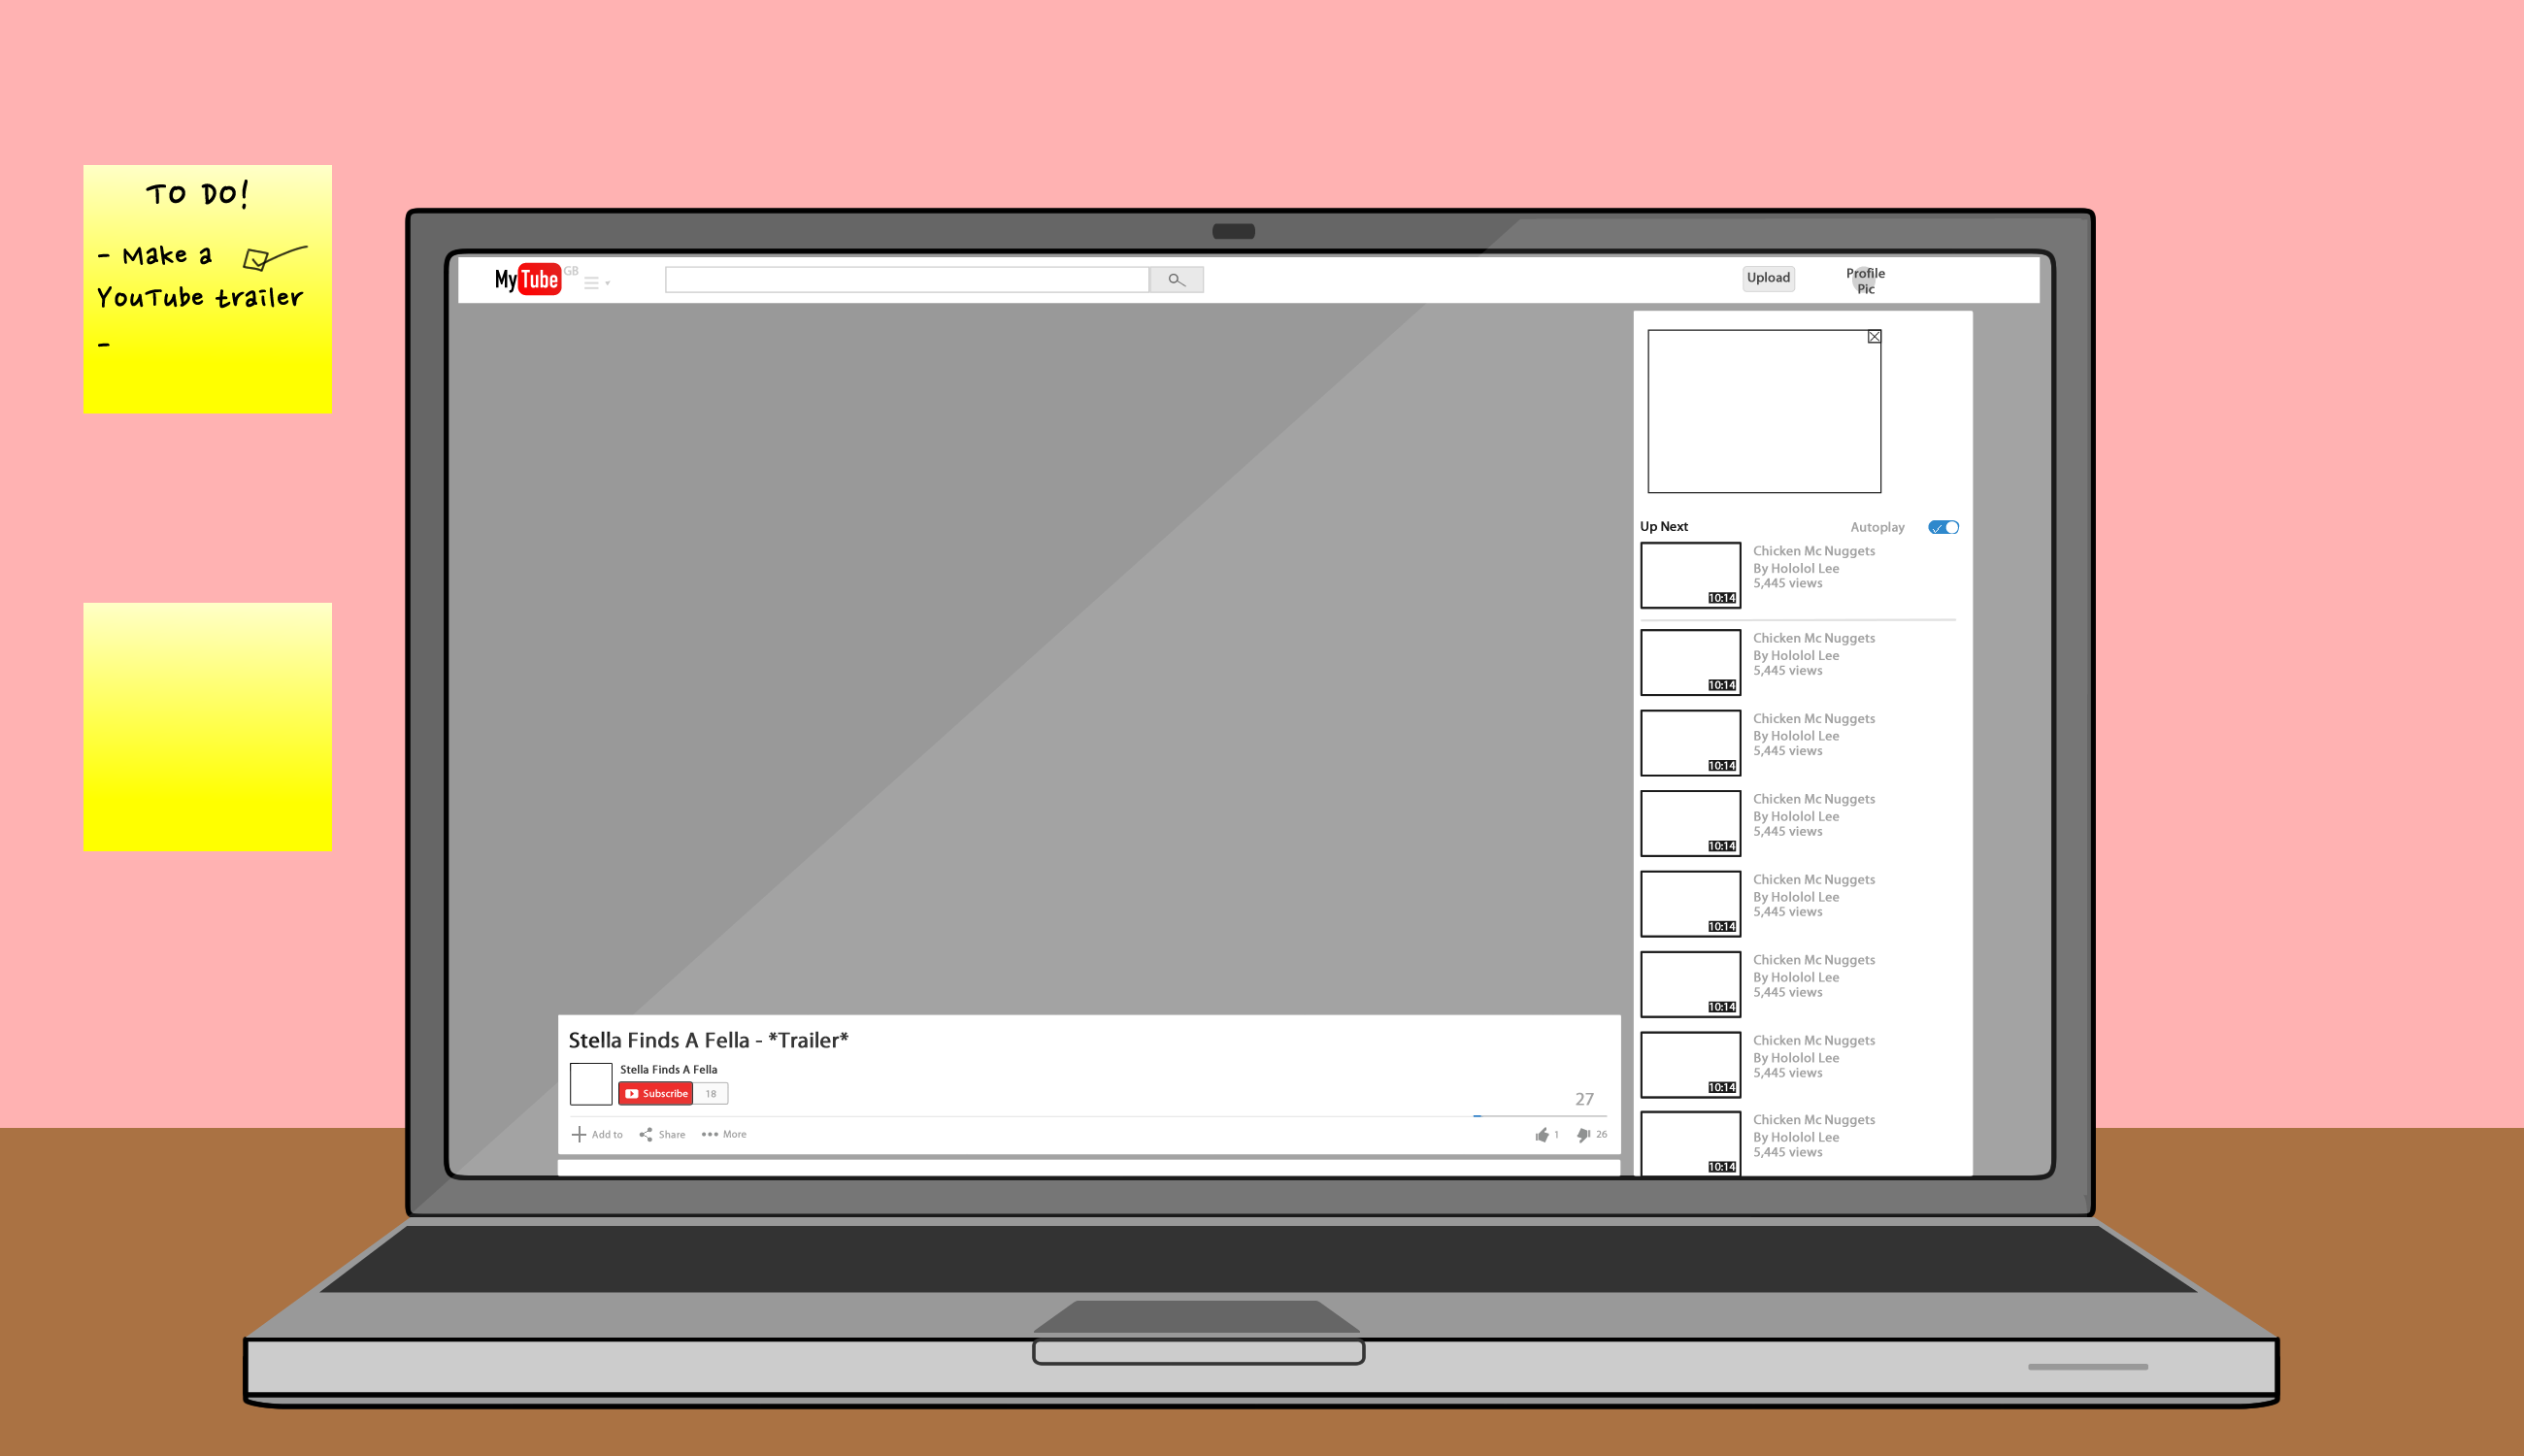 TO DO!
- Make a
YouTube trailer
-
MyTube GB
Upload
Profile
Pic
Up Next
Autoplay
Chicken Mc Nuggets
By Hololol Lee
5,445 views
10:14
Chicken Mc Nuggets
By Hololol Lee
5,445 views
10:14
Chicken Mc Nuggets
By Hololol Lee
5,445 views
10:14
Chicken Mc Nuggets
By Hololol Lee
5,445 views
10:14
Chicken Mc Nuggets
By Hololol Lee
5,445 views
10:14
Chicken Mc Nuggets
By Hololol Lee
5,445 views
10:14
Chicken Mc Nuggets
By Hololol Lee
5,445 views
10:14
Chicken Mc Nuggets
By Hololol Lee
5,445 views
10:14
Stella Finds A Fella - *Trailer*
Stella Finds A Fella
Subscribe 18
27
Add to Share More 1 26